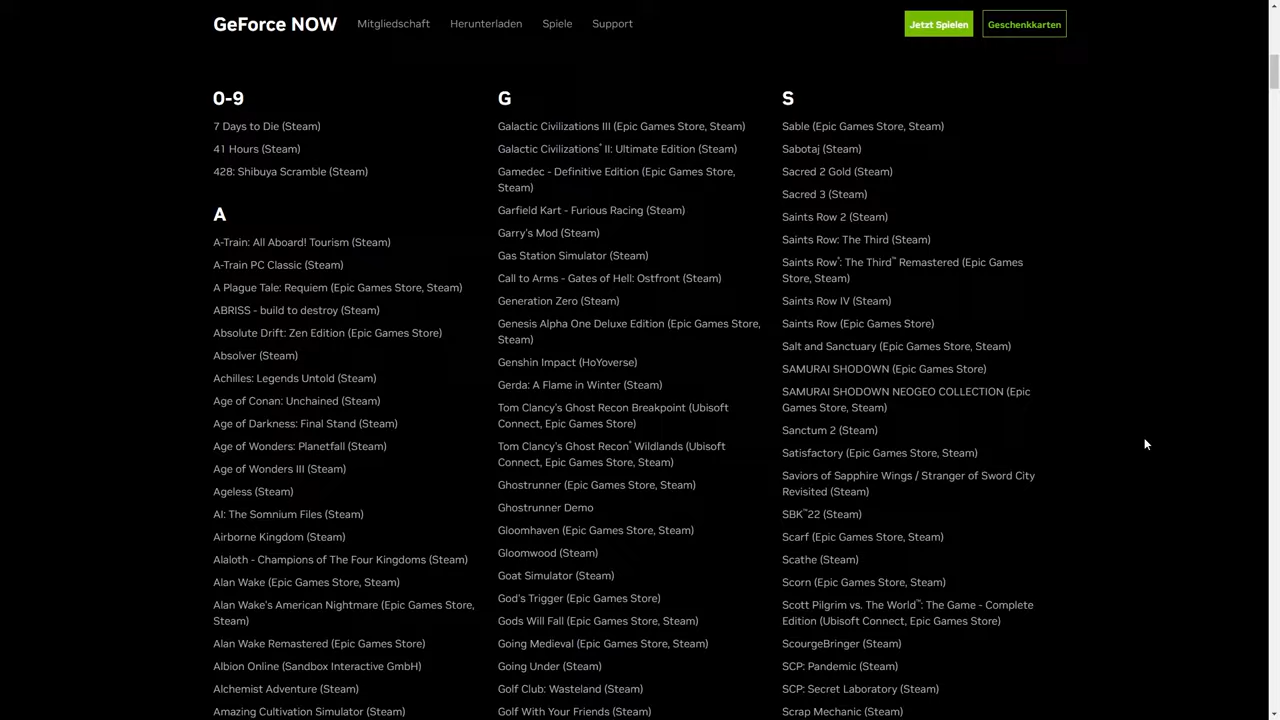 GeForce NOW
Mitgliedschaft
Herunterladen
Spiele
Support
Jetzt Spielen
Geschenkkarten
0-9
7 Days to Die (Steam)
41 Hours (Steam)
428: Shibuya Scramble (Steam)
A
A-Train: All Aboard! Tourism (Steam)
A-Train PC Classic (Steam)
A Plague Tale: Requiem (Epic Games Store, Steam)
ABRISS - build to destroy (Steam)
Absolute Drift: Zen Edition (Epic Games Store)
Absolver (Steam)
Achilles: Legends Untold (Steam)
Age of Conan: Unchained (Steam)
Age of Darkness: Final Stand (Steam)
Age of Wonders: Planetfall (Steam)
Age of Wonders III (Steam)
Ageless (Steam)
AI: The Somnium Files (Steam)
Airborne Kingdom (Steam)
Alaloth - Champions of The Four Kingdoms (Steam)
Alan Wake (Epic Games Store, Steam)
Alan Wake's American Nightmare (Epic Games Store,
Steam)
Alan Wake Remastered (Epic Games Store)
Albion Online (Sandbox Interactive GmbH)
Alchemist Adventure (Steam)
Amazing Cultivation Simulator (Steam)
G
Galactic Civilizations III (Epic Games Store, Steam)
Galactic Civilizations® II: Ultimate Edition (Steam)
Gamedec - Definitive Edition (Epic Games Store,
Steam)
Garfield Kart - Furious Racing (Steam)
Garry's Mod (Steam)
Gas Station Simulator (Steam)
Call to Arms - Gates of Hell: Ostfront (Steam)
Generation Zero (Steam)
Genesis Alpha One Deluxe Edition (Epic Games Store,
Steam)
Genshin Impact (HoYoverse)
Gerda: A Flame in Winter (Steam)
Tom Clancy's Ghost Recon Breakpoint (Ubisoft
Connect, Epic Games Store)
Tom Clancy's Ghost Recon® Wildlands (Ubisoft
Connect, Epic Games Store, Steam)
Ghostrunner (Epic Games Store, Steam)
Ghostrunner Demo
Gloomhaven (Epic Games Store, Steam)
Gloomwood (Steam)
Goat Simulator (Steam)
God's Trigger (Epic Games Store)
Gods Will Fall (Epic Games Store, Steam)
Going Medieval (Epic Games Store, Steam)
Going Under (Steam)
Golf Club: Wasteland (Steam)
Golf With Your Friends (Steam)
S
Sable (Epic Games Store, Steam)
Sabotaj (Steam)
Sacred 2 Gold (Steam)
Sacred 3 (Steam)
Saints Row 2 (Steam)
Saints Row: The Third (Steam)
Saints Row®: The Third™ Remastered (Epic Games
Store, Steam)
Saints Row IV (Steam)
Saints Row (Epic Games Store)
Salt and Sanctuary (Epic Games Store, Steam)
SAMURAI SHODOWN (Epic Games Store)
SAMURAI SHODOWN NEOGEO COLLECTION (Epic
Games Store, Steam)
Sanctum 2 (Steam)
Satisfactory (Epic Games Store, Steam)
Saviors of Sapphire Wings / Stranger of Sword City
Revisited (Steam)
SBK™22 (Steam)
Scarf (Epic Games Store, Steam)
Scathe (Steam)
Scorn (Epic Games Store, Steam)
Scott Pilgrim vs. The World™: The Game - Complete
Edition (Ubisoft Connect, Epic Games Store)
ScourgeBringer (Steam)
SCP: Pandemic (Steam)
SCP: Secret Laboratory (Steam)
Scrap Mechanic (Steam)